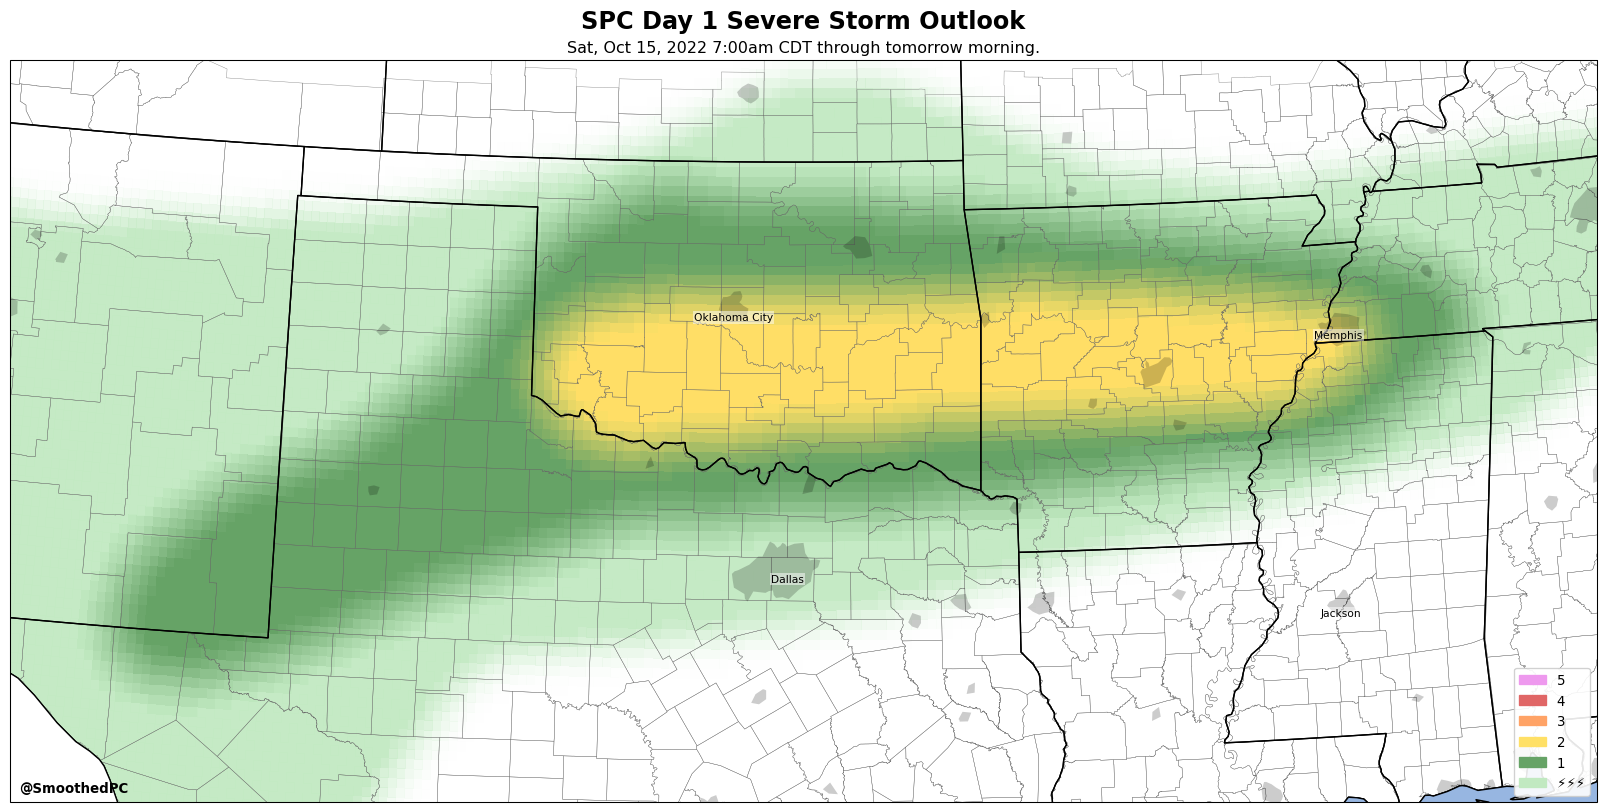 SPC Day 1 Severe Storm Outlook
Sat, Oct 15, 2022 7:00am CDT through tomorrow morning.
Oklahoma City
Memphis
Dallas
Jackson
5
4
3
2
1
⚡⚡⚡
@SmoothedPC